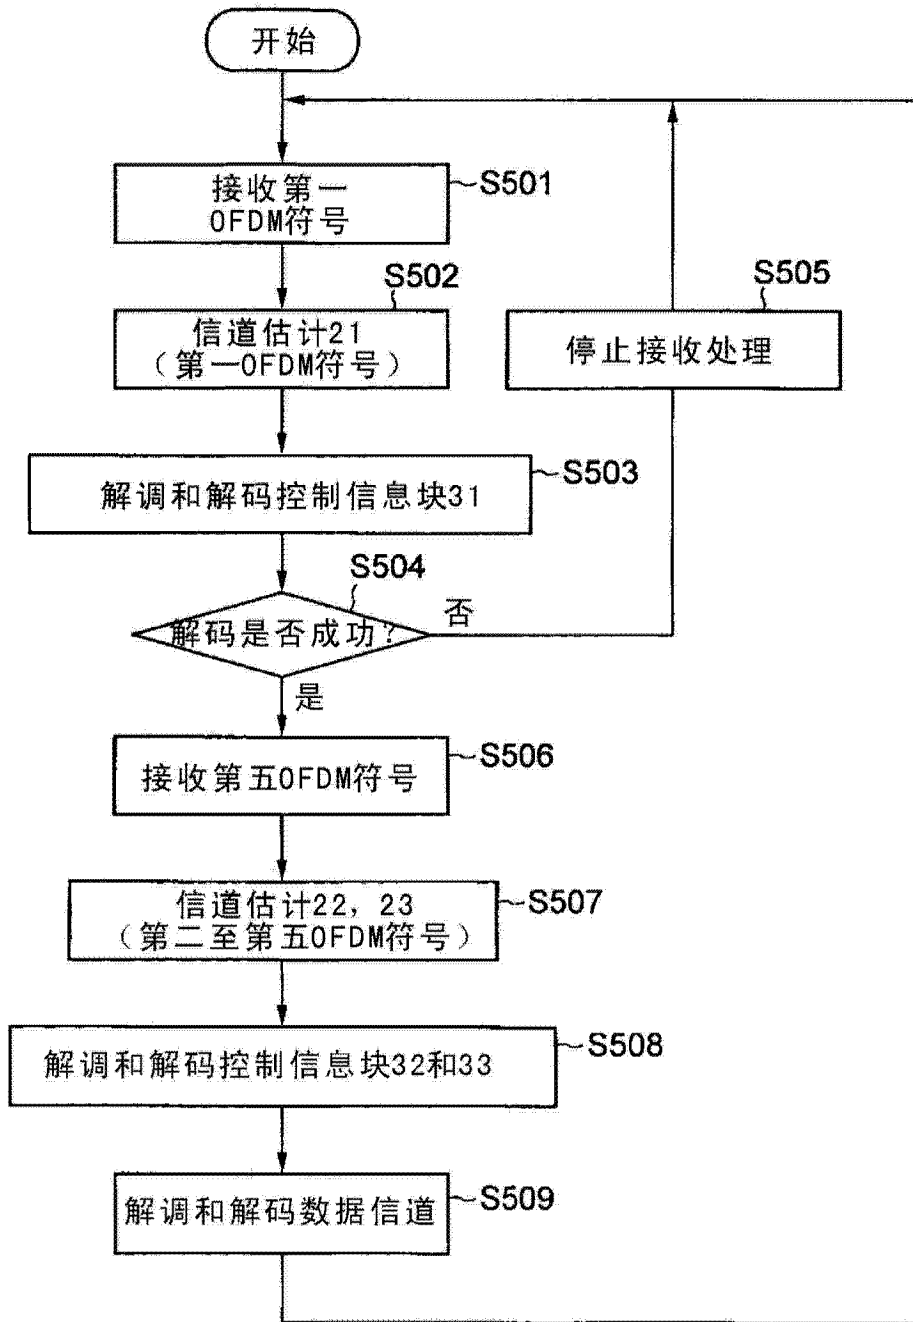 开始
接收第一
OFDM符号
S501
S502
信道估计21
（第一OFDM符号）
S505
停止接收处理
解调和解码控制信息块31
S503
S504
解码是否成功?
否
是
接收第五OFDM符号
S506
信道估计22, 23
（第二至第五OFDM符号）
S507
解调和解码控制信息块32和33
S508
解调和解码数据信道
S509